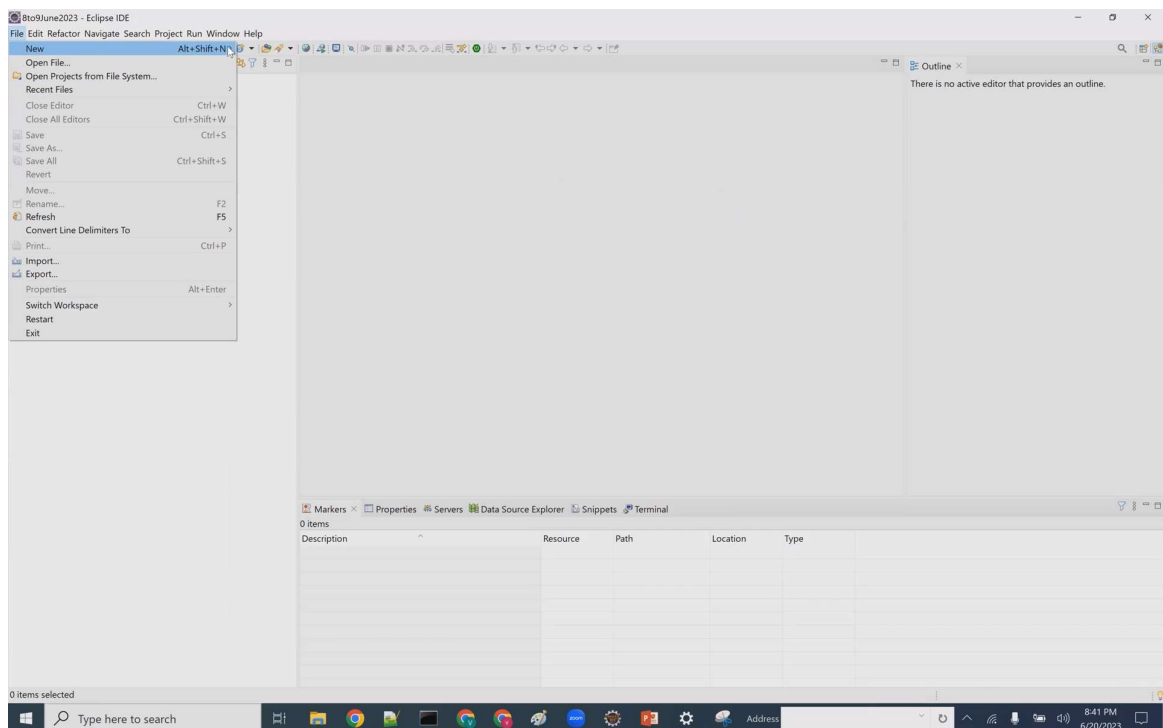 8to9June2023 - Eclipse IDE
File Edit Refactor Navigate Search Project Run Window Help
New Alt+Shift+N
Open File...
Open Projects from File System...
Recent Files
Close Editor Ctrl+W
Close All Editors Ctrl+Shift+W
Save Ctrl+S
Save As...
Save All Ctrl+Shift+S
Revert
Move...
Rename... F2
Refresh F5
Convert Line Delimiters To
Print... Ctrl+P
Import...
Export...
Properties Alt+Enter
Switch Workspace
Restart
Exit
Outline
There is no active editor that provides an outline.
Markers Properties Servers Data Source Explorer Snippets Terminal
0 items
Description Resource Path Location Type
0 items selected
Type here to search
zoom
Address
8:41 PM
6/20/2023